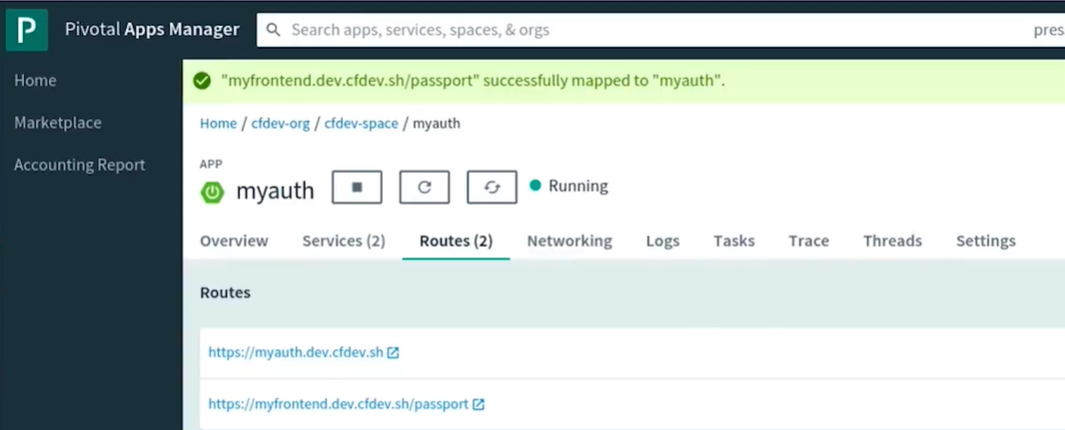 P Pivotal Apps Manager Search apps, services, spaces, & orgs pres
Home
Marketplace
Accounting Report
"myfrontend.dev.cfdev.sh/passport" successfully mapped to "myauth".
Home / cfdev-org / cfdev-space / myauth
APP
myauth Running
Overview Services (2) Routes (2) Networking Logs Tasks Trace Threads Settings
Routes
https://myauth.dev.cfdev.sh
https://myfrontend.dev.cfdev.sh/passport